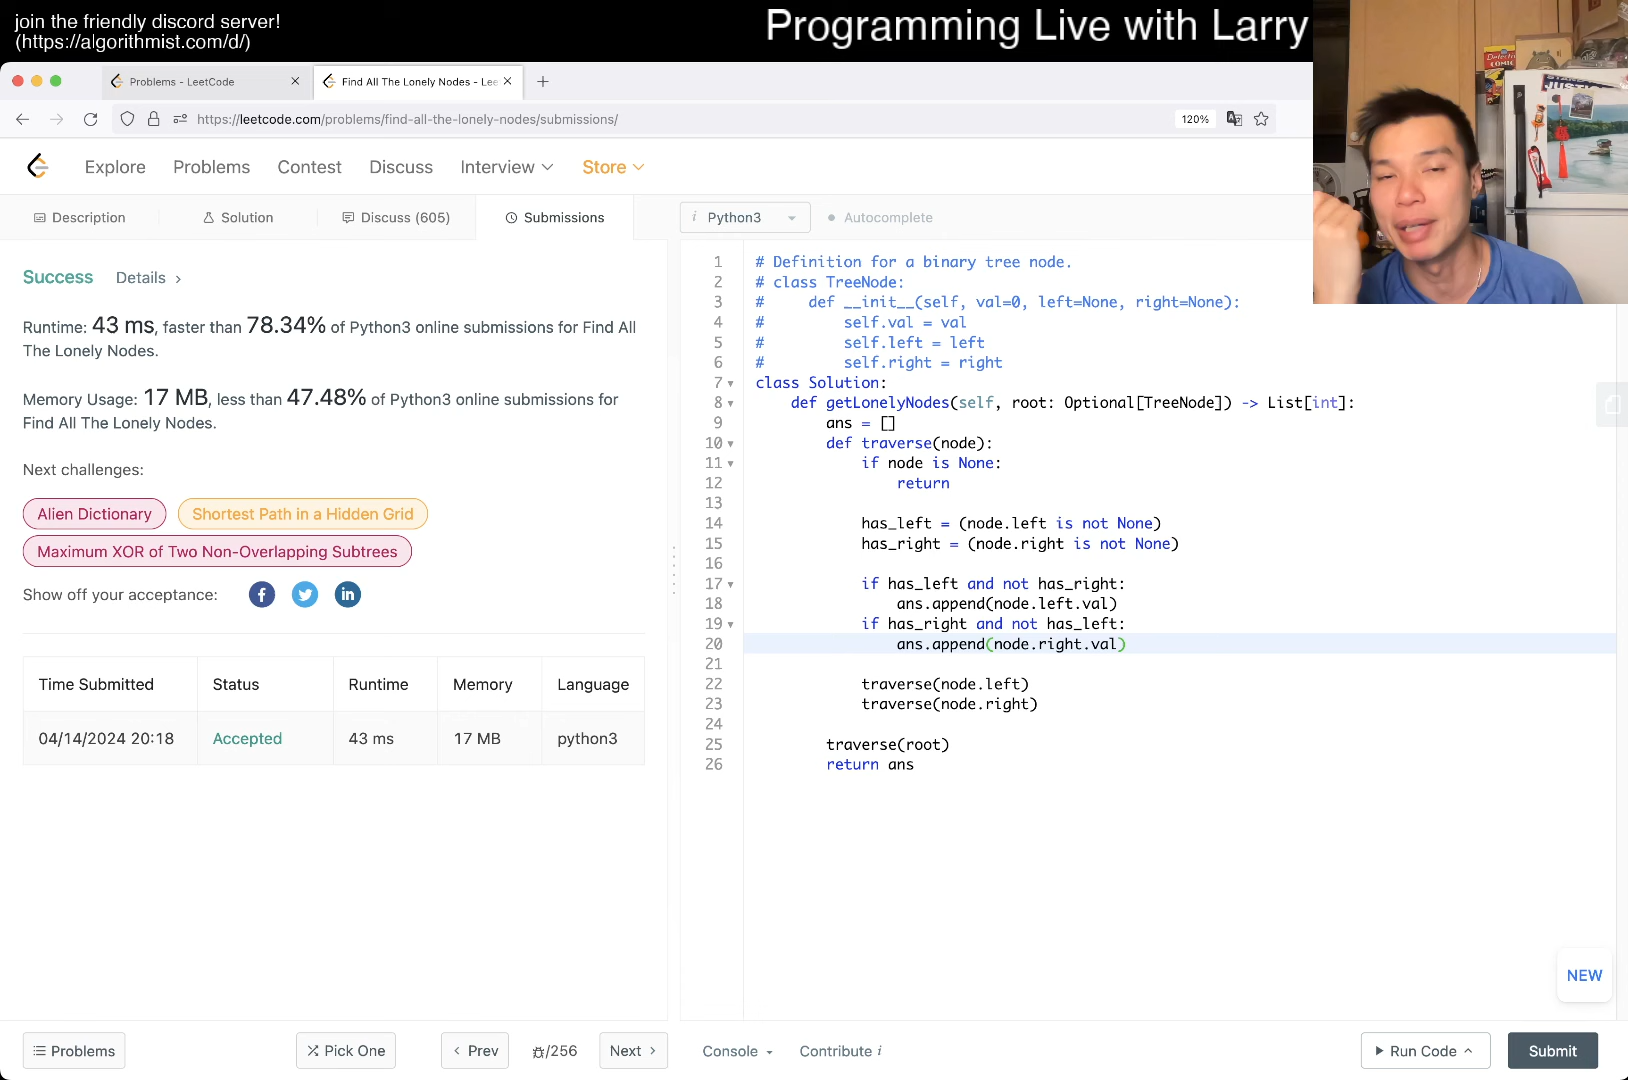 join the friendly discord server!
(https://algorithmist.com/d/)
Programming Live with Larry
Problems - LeetCode
Find All The Lonely Nodes - Lee
https://leetcode.com/problems/find-all-the-lonely-nodes/submissions/
120%
Explore
Problems
Contest
Discuss
Interview
Store
Description
Solution
Discuss (605)
Submissions
i Python3
Autocomplete
Success
Details
Runtime: 43 ms, faster than 78.34% of Python3 online submissions for Find All
The Lonely Nodes.
Memory Usage: 17 MB, less than 47.48% of Python3 online submissions for
Find All The Lonely Nodes.
Next challenges:
Alien Dictionary
Shortest Path in a Hidden Grid
Maximum XOR of Two Non-Overlapping Subtrees
Show off your acceptance:
Time Submitted Status Runtime Memory Language
04/14/2024 20:18 Accepted 43 ms 17 MB python3
1 # Definition for a binary tree node.
2 # class TreeNode:
3 #     def __init__(self, val=0, left=None, right=None):
4 #         self.val = val
5 #         self.left = left
6 #         self.right = right
7 class Solution:
8     def getLonelyNodes(self, root: Optional[TreeNode]) -> List[int]:
9         ans = []
10         def traverse(node):
11             if node is None:
12                 return
13
14             has_left = (node.left is not None)
15             has_right = (node.right is not None)
16
17             if has_left and not has_right:
18                 ans.append(node.left.val)
19             if has_right and not has_left:
20                 ans.append(node.right.val)
21
22             traverse(node.left)
23             traverse(node.right)
24
25         traverse(root)
26         return ans
NEW
Problems
Pick One
Prev
/256
Next
Console
Contribute i
Run Code
Submit